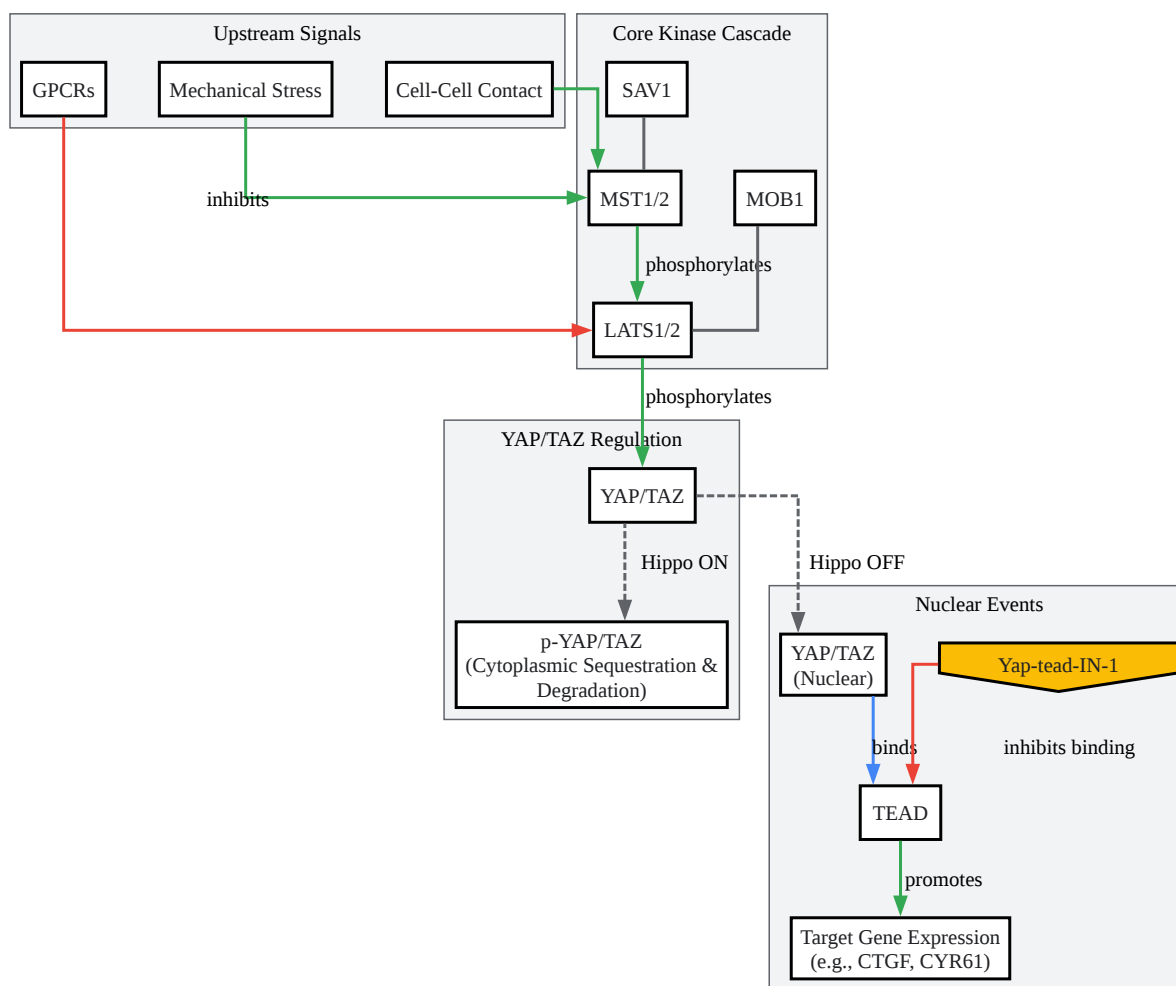 Upstream Signals
Core Kinase Cascade
GPCRs
Mechanical Stress
Cell-Cell Contact
SAV1
inhibits
MST1/2
MOB1
phosphorylates
LATS1/2
phosphorylates
YAP/TAZ Regulation
YAP/TAZ
Hippo ON
Hippo OFF
Nuclear Events
p-YAP/TAZ
(Cytoplasmic Sequestration &
Degradation)
YAP/TAZ
(Nuclear)
Yap-tead-IN-1
binds
inhibits binding
TEAD
promotes
Target Gene Expression
(e.g., CTGF, CYR61)